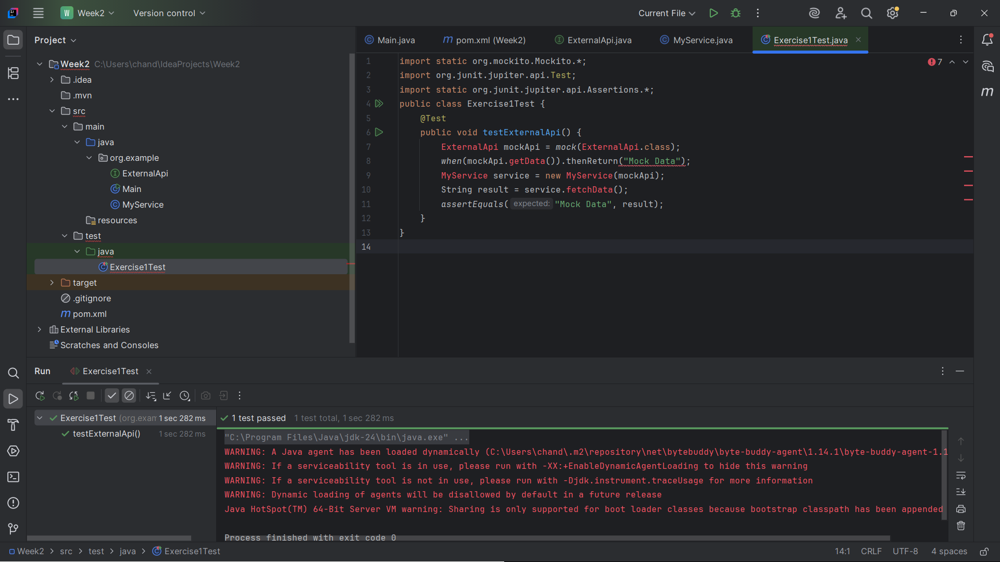 W Week2 Version control Current File
Project
Main.java pom.xml (Week2) ExternalApi.java MyService.java Exercise1Test.java
Week2 C:\Users\chand\IdeaProjects\Week2
.idea
.mvn
src
main
java
org.example
ExternalApi
Main
MyService
resources
test
java
Exercise1Test
target
.gitignore
m pom.xml
External Libraries
Scratches and Consoles
7
1 import static org.mockito.Mockito.*;
2 import org.junit.jupiter.api.Test;
3 import static org.junit.jupiter.api.Assertions.*;
4 public class Exercise1Test {
5 @Test
6 public void testExternalApi() {
7 ExternalApi mockApi = mock(ExternalApi.class);
8 when(mockApi.getData()).thenReturn("Mock Data");
9 MyService service = new MyService(mockApi);
10 String result = service.fetchData();
11 assertEquals( expected: "Mock Data", result);
12 }
13 }
14
Run Exercise1Test
Exercise1Test (org.exam 1 sec 282 ms
testExternalApi() 1 sec 282 ms
1 test passed 1 test total, 1 sec 282 ms
"C:\Program Files\Java\jdk-24\bin\java.exe" ...
WARNING: A Java agent has been loaded dynamically (C:\Users\chand\.m2\repository\net\bytebuddy\byte-buddy-agent\1.14.1\byte-buddy-agent-1.1
WARNING: If a serviceability tool is in use, please run with -XX:+EnableDynamicAgentLoading to hide this warning
WARNING: If a serviceability tool is not in use, please run with -Djdk.instrument.traceUsage for more information
WARNING: Dynamic loading of agents will be disallowed by default in a future release
Java HotSpot(TM) 64-Bit Server VM warning: Sharing is only supported for boot loader classes because bootstrap classpath has been appended
Process finished with exit code 0
Week2 > src > test > java > Exercise1Test 14:1 CRLF UTF-8 4 spaces